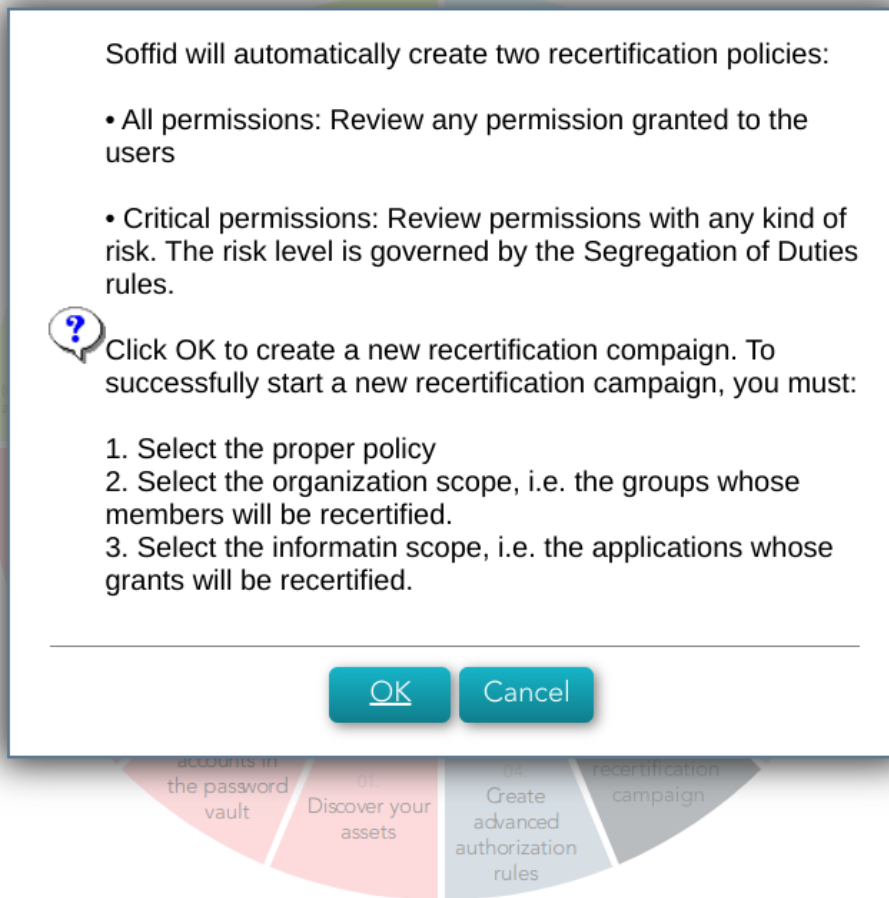 Soffid will automatically create two recertification policies:
• All permissions: Review any permission granted to the
users
• Critical permissions: Review permissions with any kind of
risk. The risk level is governed by the Segregation of Duties
rules.
?
Click OK to create a new recertification compaign. To
successfully start a new recertification campaign, you must:
1. Select the proper policy
2. Select the organization scope, i.e. the groups whose
members will be recertified.
3. Select the informatin scope, i.e. the applications whose
grants will be recertified.
OK
Cancel
accounts in
the password
vault
01.
Discover your
assets
04.
Create
advanced
authorization
rules
recertification
campaign